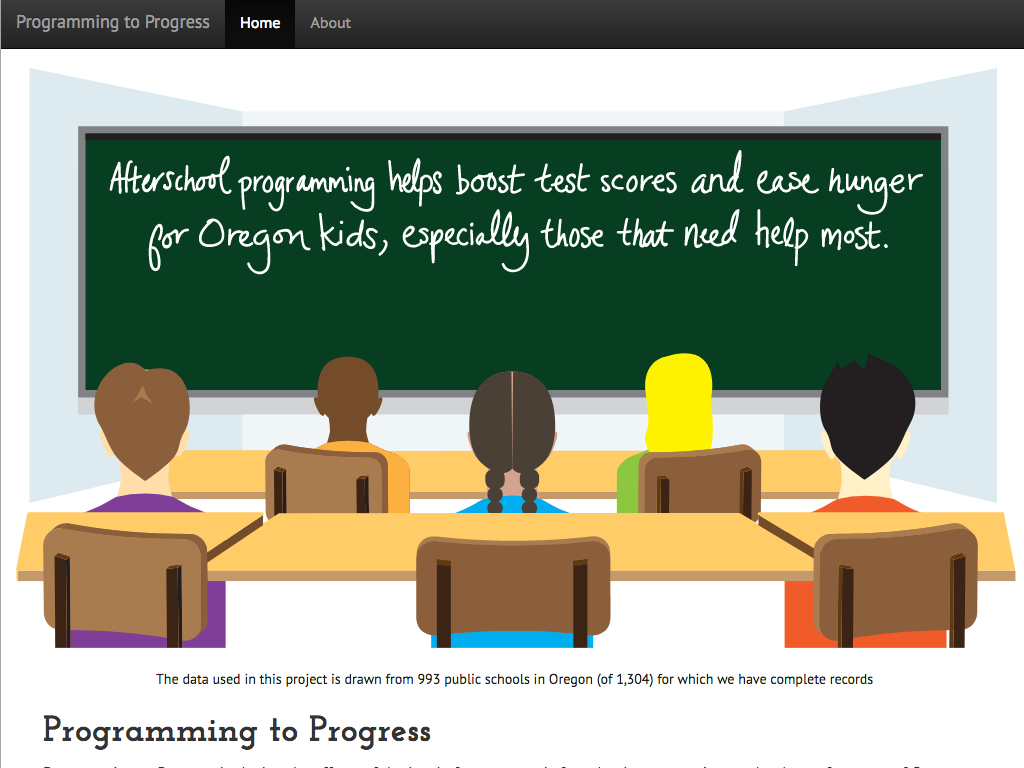 Programming to Progress Home About
Afterschool programming helps boost test scores and ease hunger
for Oregon kids, especially those that need help most.
The data used in this project is drawn from 993 public schools in Oregon (of 1,304) for which we have complete records
Programming to Progress